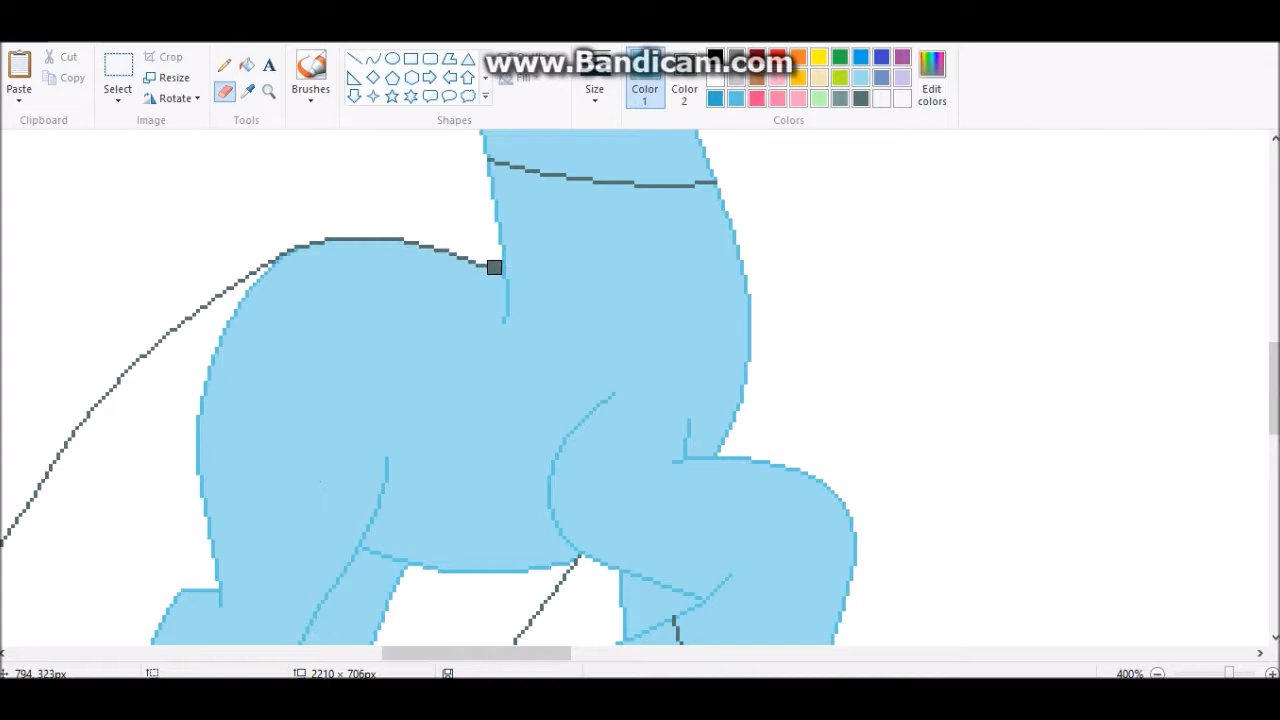 www.Bandicam.com
Paste
Cut
Copy
Clipboard
Select
Crop
Resize
Rotate
Image
A
Tools
Brushes
Shapes
Fill
Size
Color 1
Color 2
Edit colors
Colors
794, 323px
2210 × 706px
400%